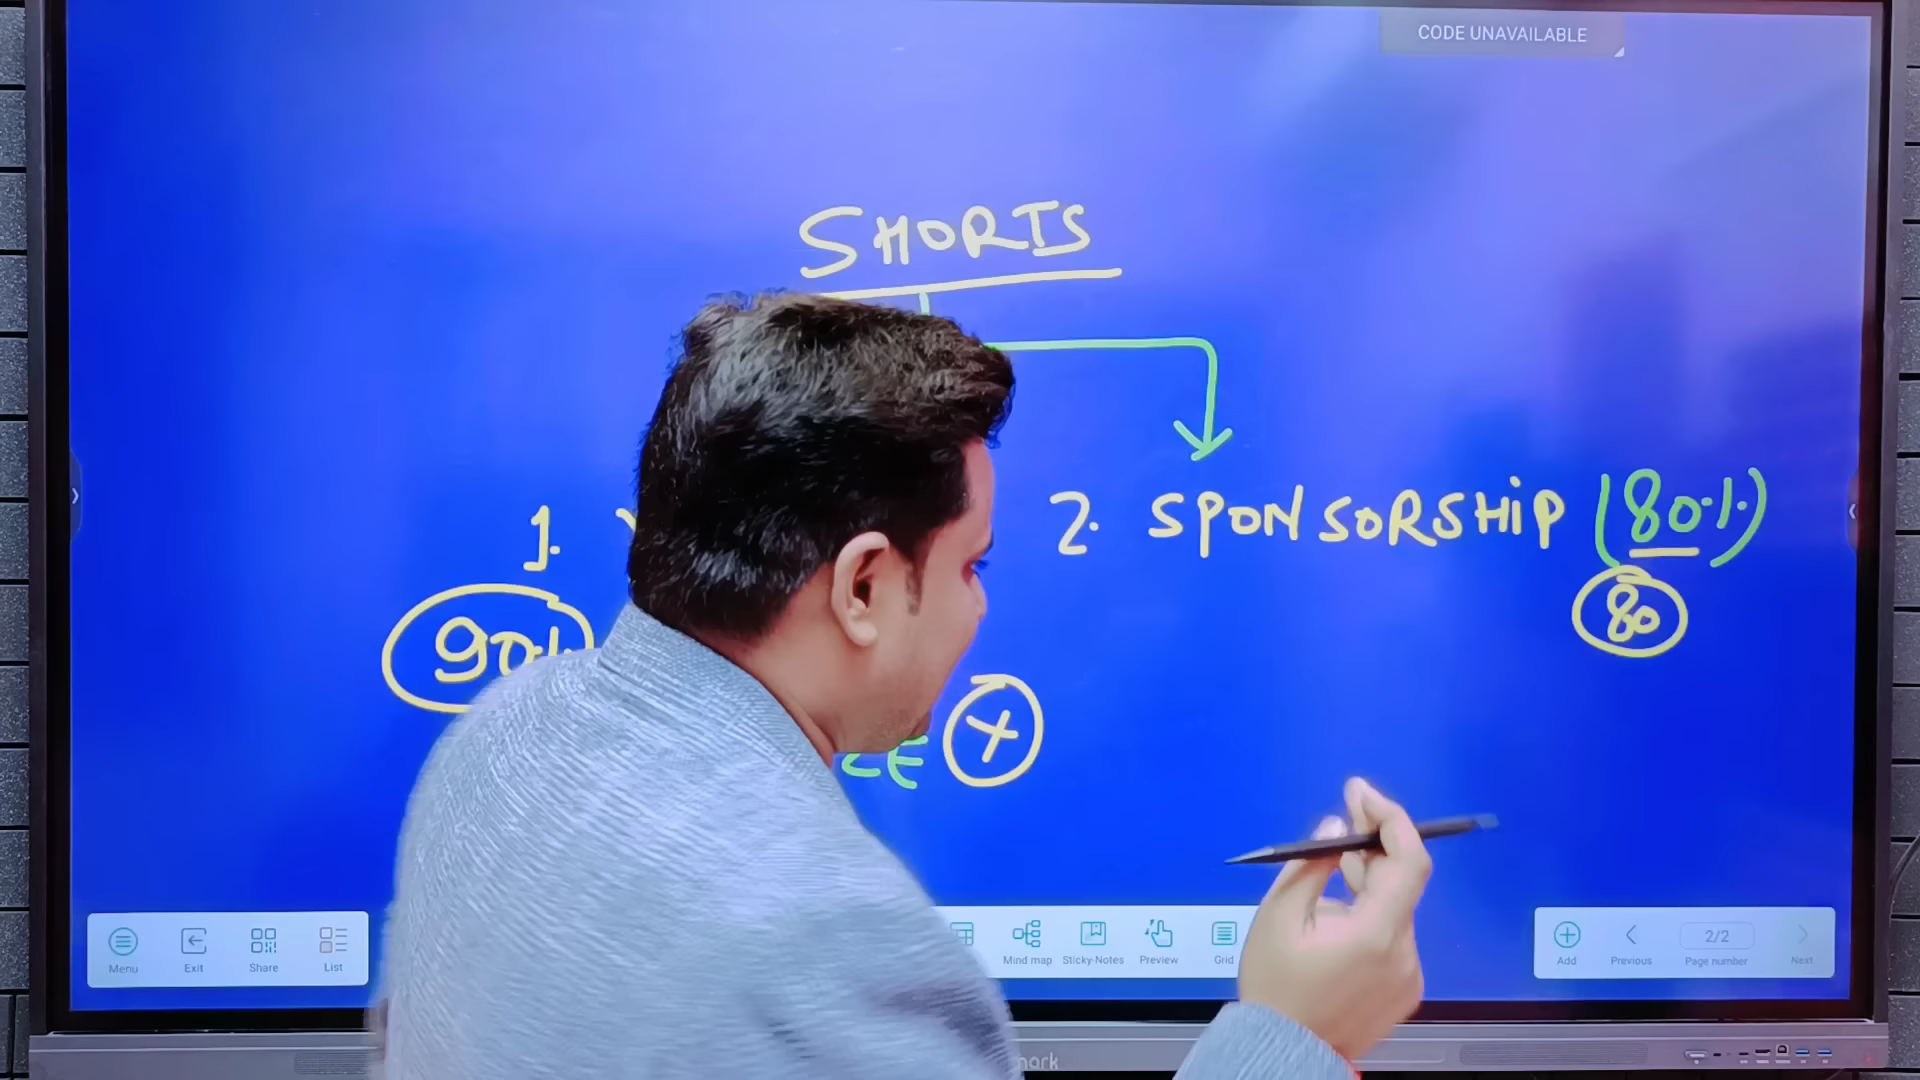 CODE UNAVAILABLE
SHORTS
1.
2. SPONSORSHIP (80%)
90%
80
X
Menu Exit Share List
Mind map Sticky-Notes Preview Grid
Add Previous 2/2 Page number Next